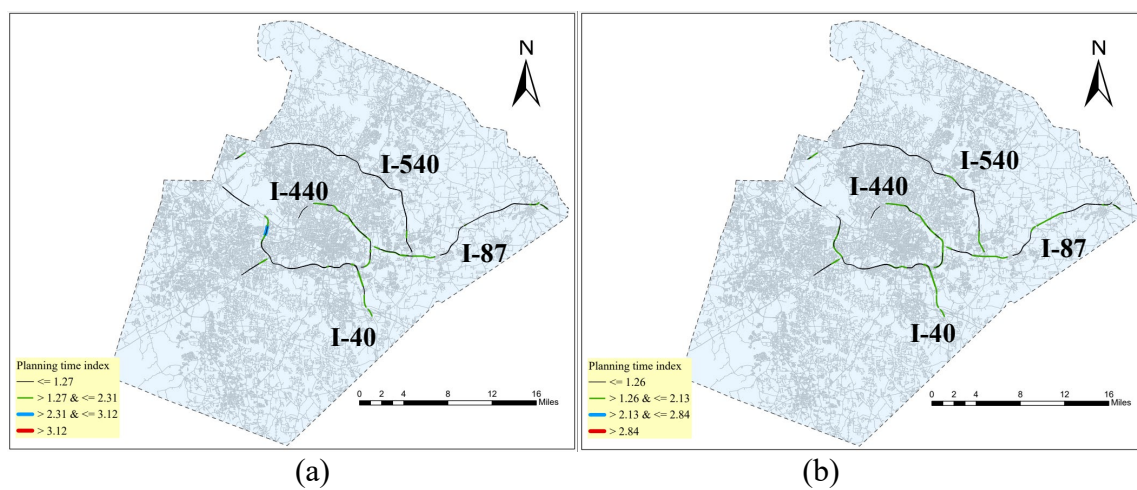 N
I-540
I-440
I-87
I-40
Planning time index
<= 1.27
> 1.27 & <= 2.31
> 2.31 & <= 3.12
> 3.12
0 2 4 8 12 16
Miles
(a)
N
I-540
I-440
I-87
I-40
Planning time index
<= 1.26
> 1.26 & <= 2.13
> 2.13 & <= 2.84
> 2.84
0 2 4 8 12 16
Miles
(b)